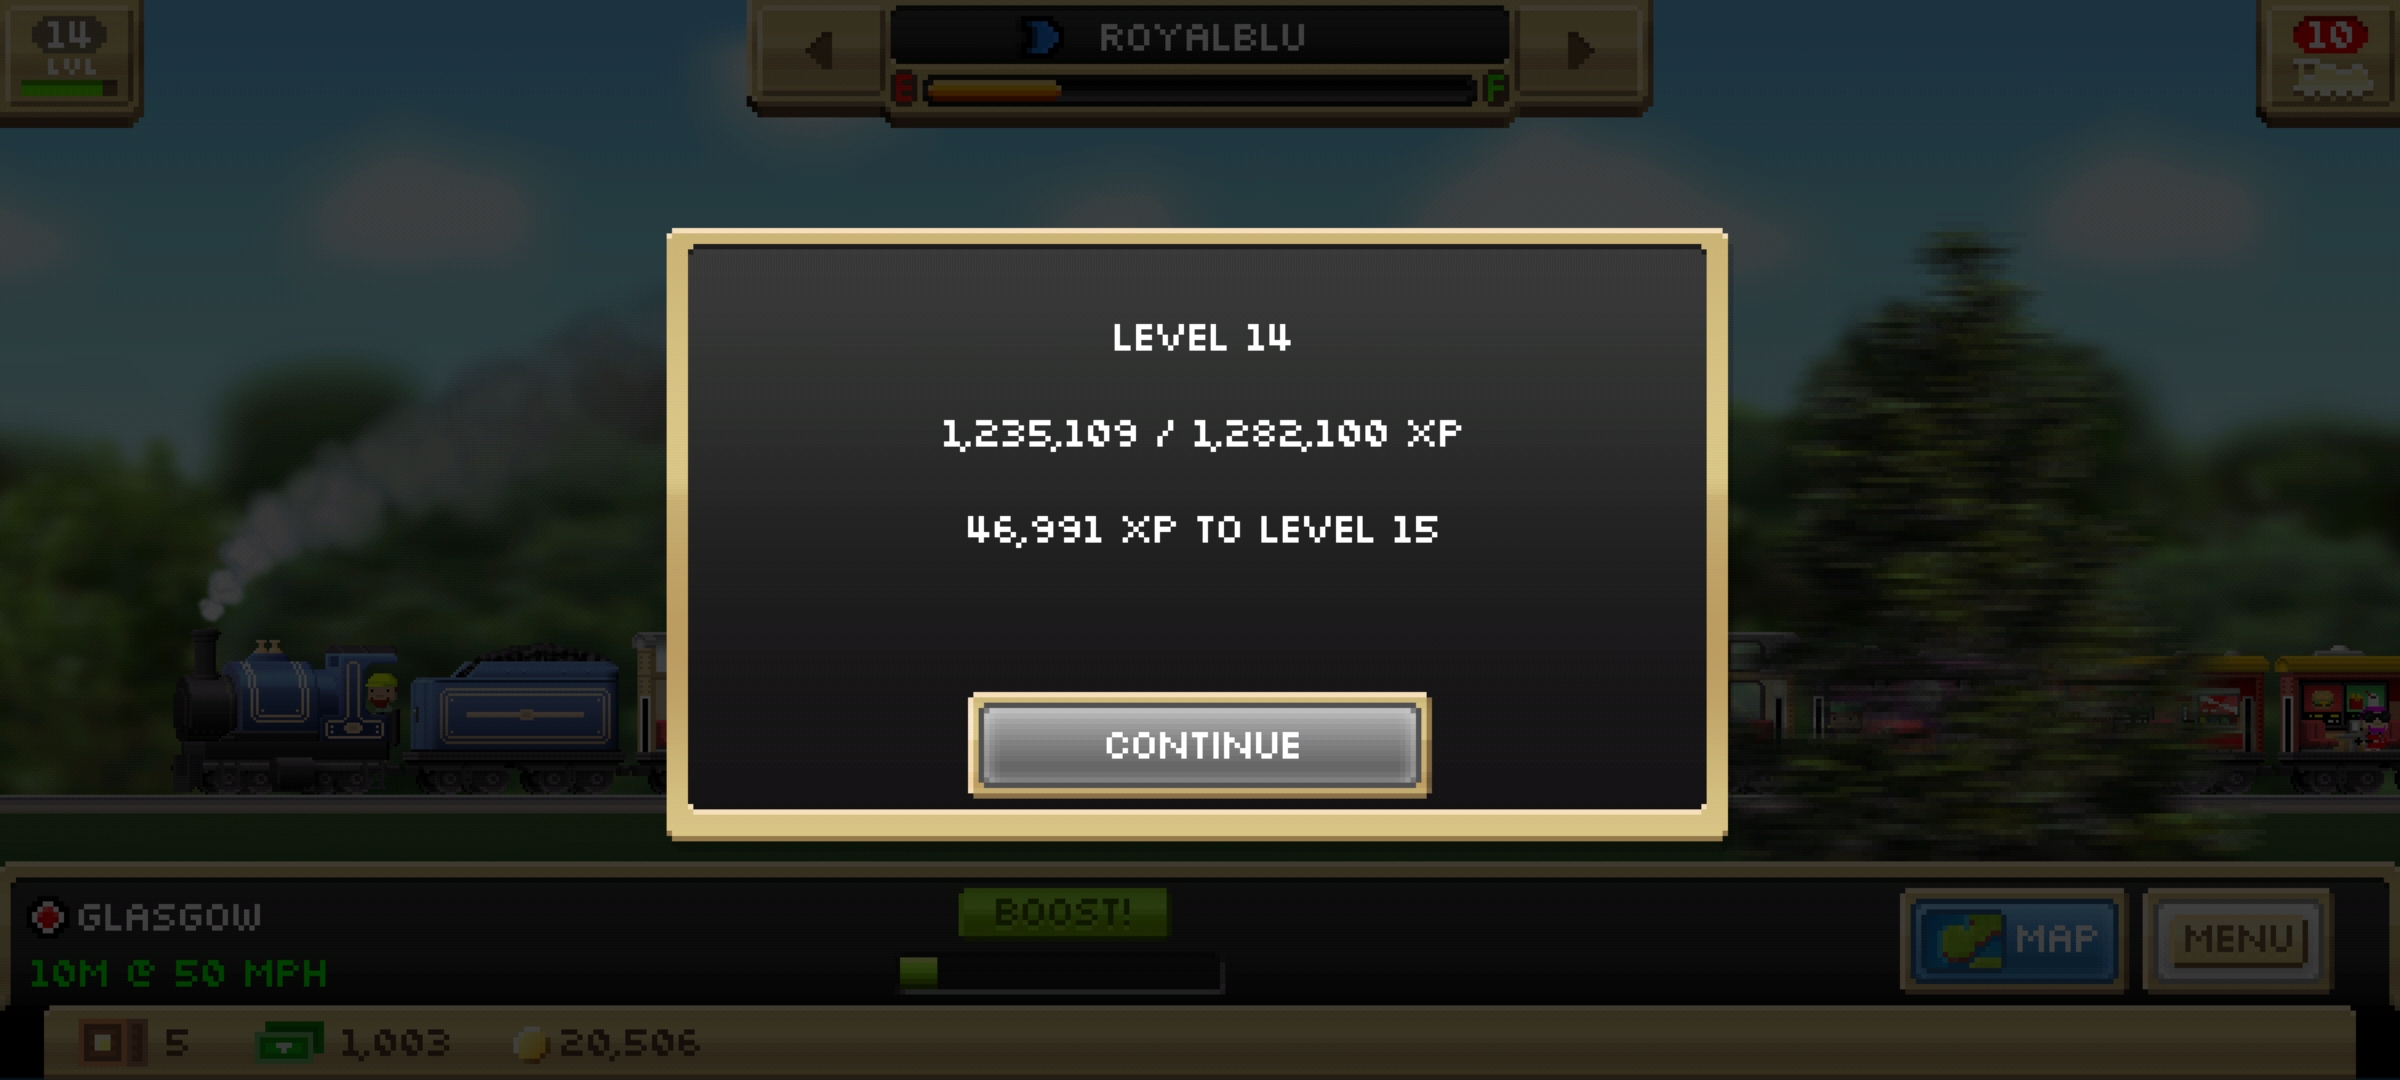 14
LVL
ROYALBLU
E F
10
LEVEL 14
1,235,109 / 1,282,100 XP
46,991 XP TO LEVEL 15
CONTINUE
GLASGOW
10M @ 50 MPH
BOOST!
MAP
MENU
5 1,003 20,506